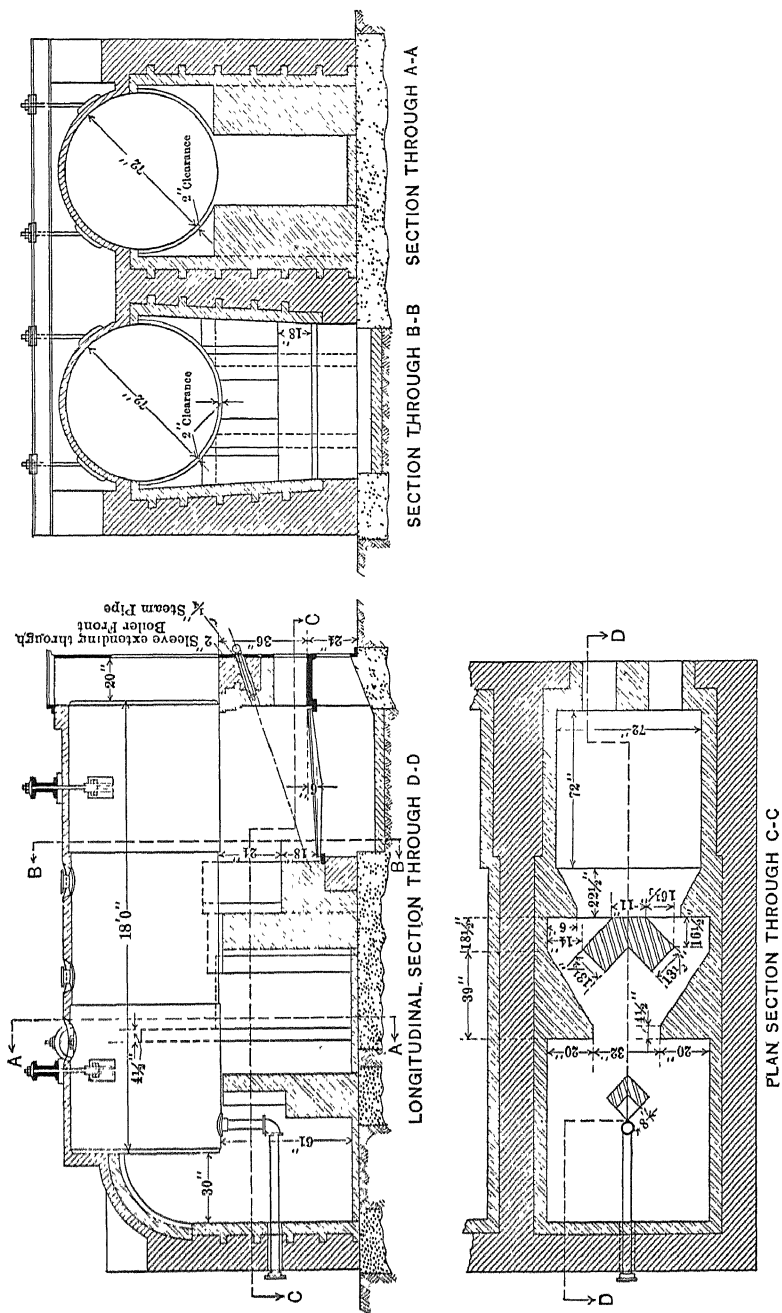 72"
2" Clearance
18"
72"
2" Clearance
SECTION THROUGH B-B
SECTION THROUGH A-A
2" Sleeve extending through
Boiler Front
¼" Steam Pipe
20"
18'0"
30"
4½"
61"
21"
18"
6"
36"
24"
A
A
B
B
C
C
LONGITUDINAL SECTION THROUGH D-D
39"
18½"
22½"
72"
72"
20"
32"
20"
4½"
8"
14"
6"
11"
13½"
13½"
16½"
16½"
D
D
PLAN SECTION THROUGH C-C